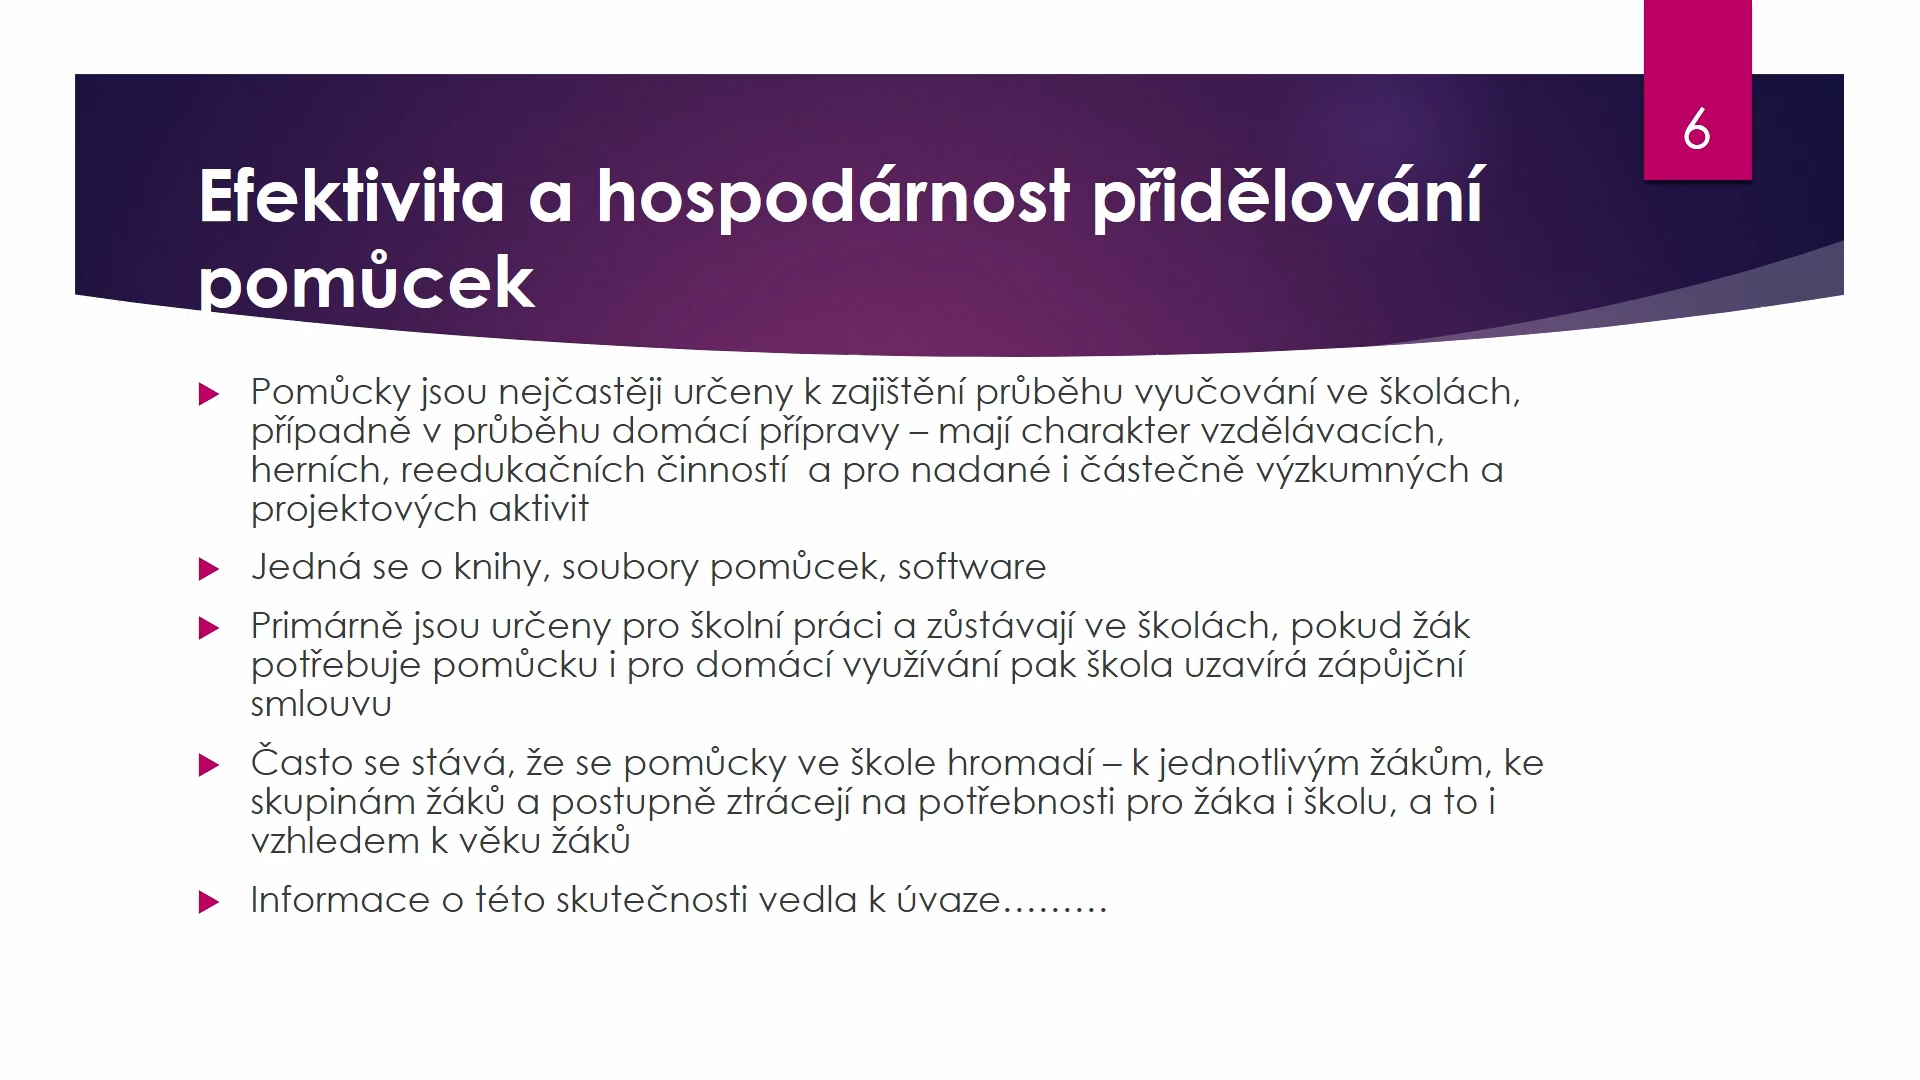 6
Efektivita a hospodárnost přidělování
pomůcek
Pomůcky jsou nejčastěji určeny k zajištění průběhu vyučování ve školách,
případně v průběhu domácí přípravy – mají charakter vzdělávacích,
herních, reedukačních činností  a pro nadané i částečně výzkumných a
projektových aktivit
Jedná se o knihy, soubory pomůcek, software
Primárně jsou určeny pro školní práci a zůstávají ve školách, pokud žák
potřebuje pomůcku i pro domácí využívání pak škola uzavírá zápůjční
smlouvu
Často se stává, že se pomůcky ve škole hromadí – k jednotlivým žákům, ke
skupinám žáků a postupně ztrácejí na potřebnosti pro žáka i školu, a to i
vzhledem k věku žáků
Informace o této skutečnosti vedla k úvaze………